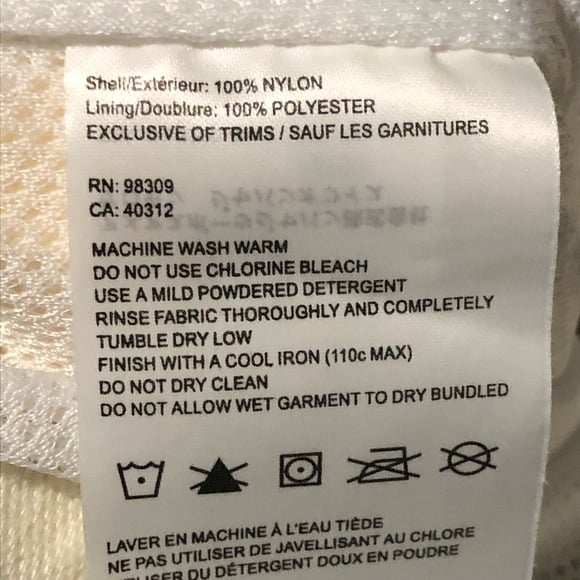 Shell/Extérieur: 100% NYLON
Lining/Doublure: 100% POLYESTER
EXCLUSIVE OF TRIMS / SAUF LES GARNITURES
RN: 98309
CA: 40312
MACHINE WASH WARM
DO NOT USE CHLORINE BLEACH
USE A MILD POWDERED DETERGENT
RINSE FABRIC THOROUGHLY AND COMPLETELY
TUMBLE DRY LOW
FINISH WITH A COOL IRON (110c MAX)
DO NOT DRY CLEAN
DO NOT ALLOW WET GARMENT TO DRY BUNDLED
LAVER EN MACHINE À L'EAU TIÈDE
NE PAS UTILISER DE JAVELLISANT AU CHLORE
UTILISER DU DÉTERGENT DOUX EN POUDRE